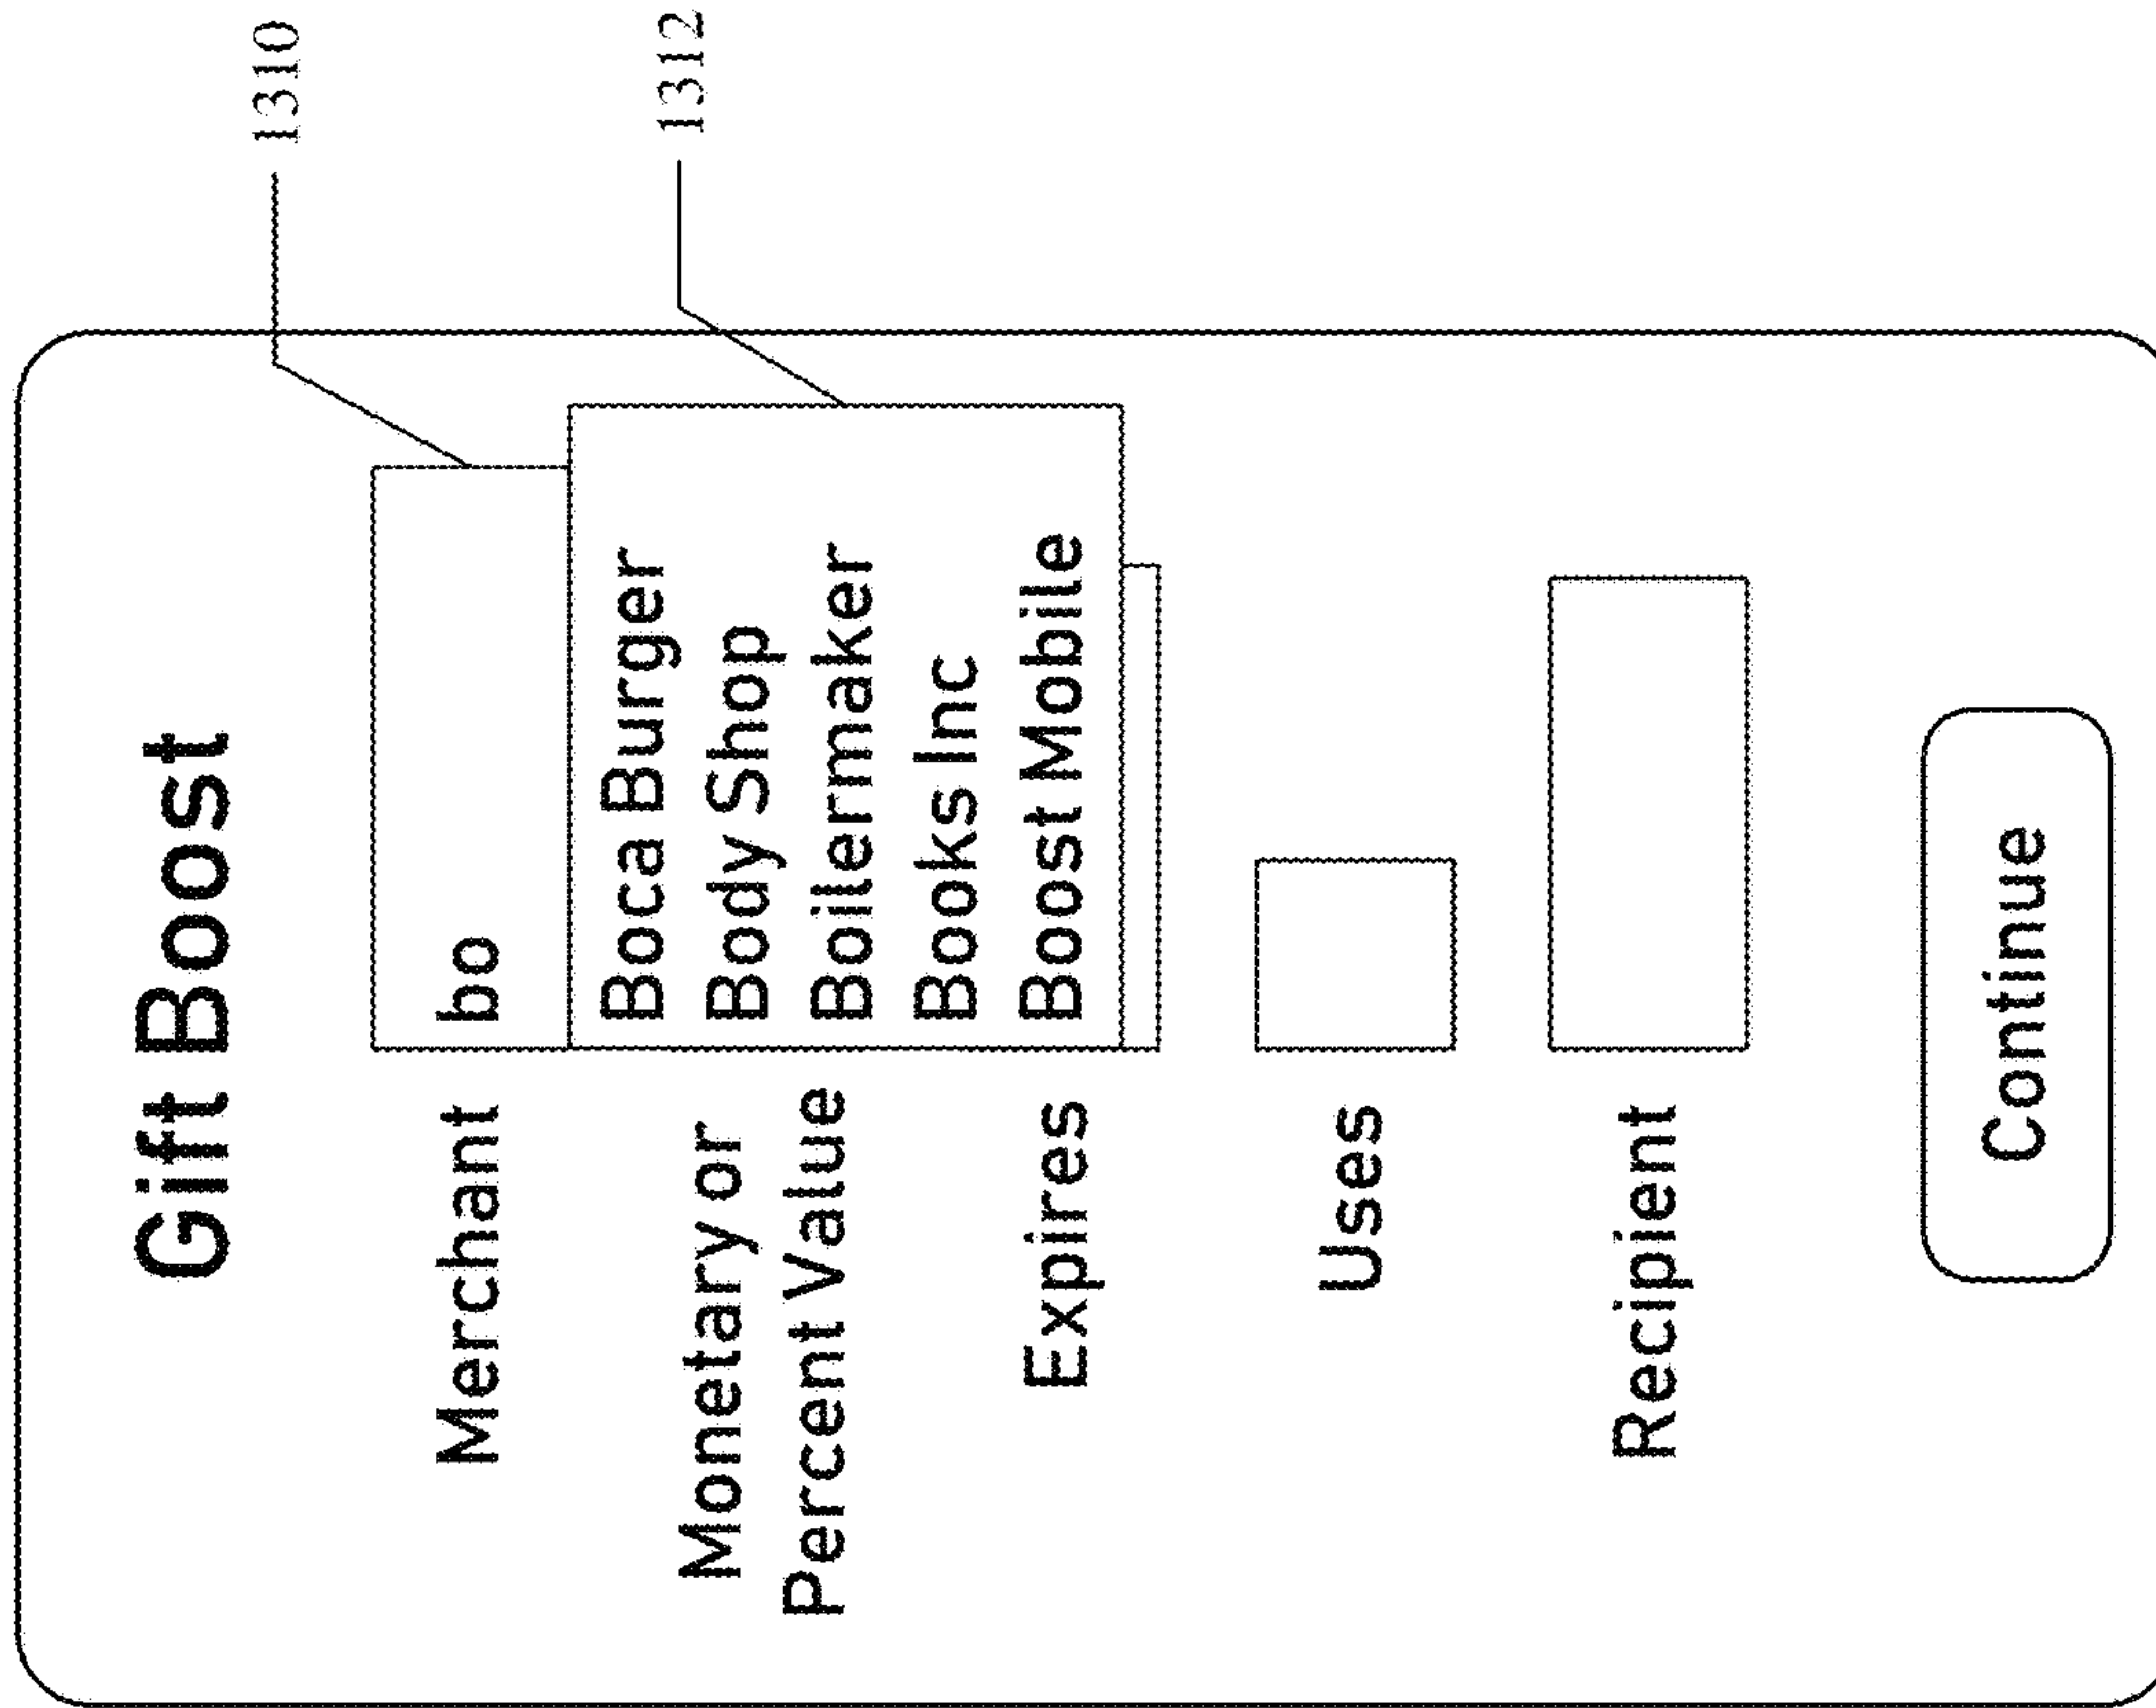 Gift Boost
1310
Merchant
bo
1312
Monetary or
Percent Value
Boca Burger
Body Shop
Boilermaker
Books Inc
Boost Mobile
Expires
Uses
Recipient
Continue